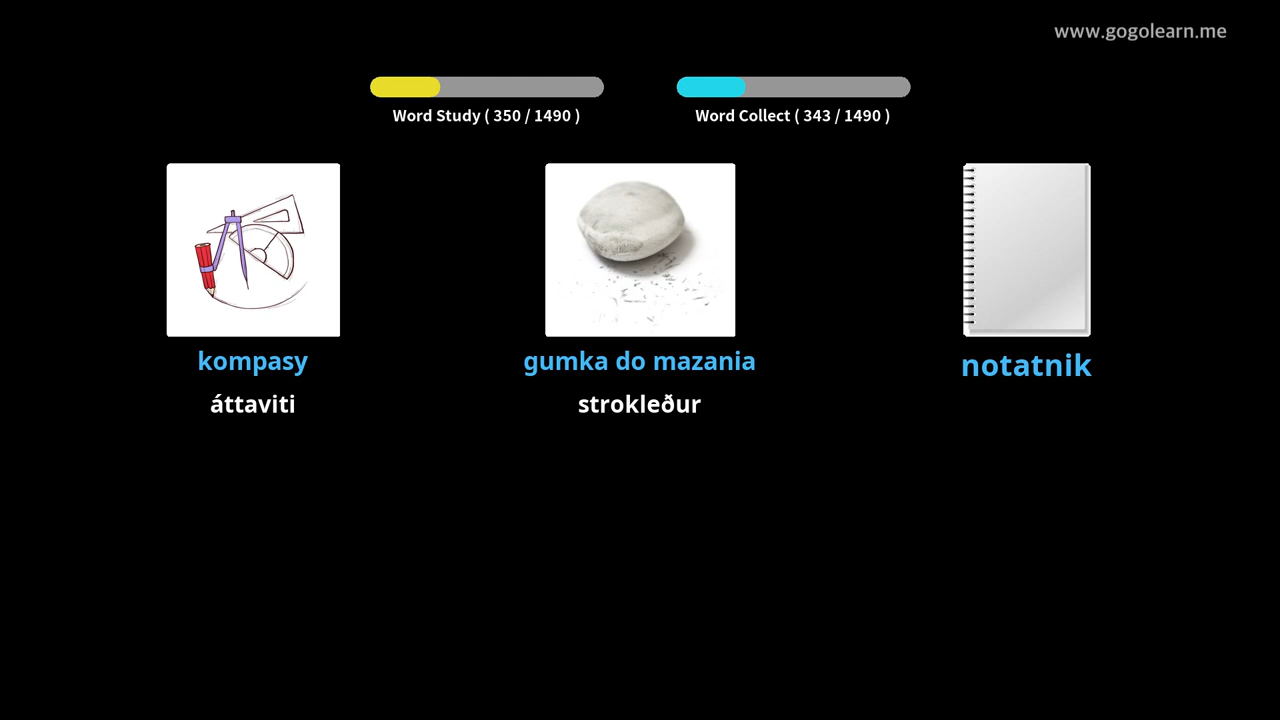 www.gogolearn.me
Word Study ( 350 / 1490 )
Word Collect ( 343 / 1490 )
kompasy
áttaviti
gumka do mazania
strokleður
notatnik